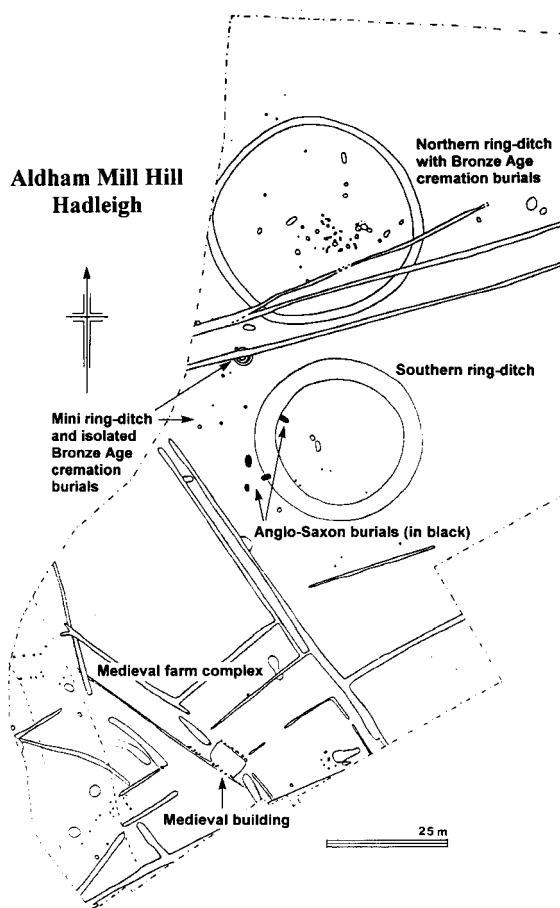 Aldham Mill Hill
Hadleigh
Northern ring-ditch
with Bronze Age
cremation burials
Southern ring-ditch
Mini ring-ditch
and isolated
Bronze Age
cremation
burials
Anglo-Saxon burials (in black)
Medieval farm complex
Medieval building
25 m